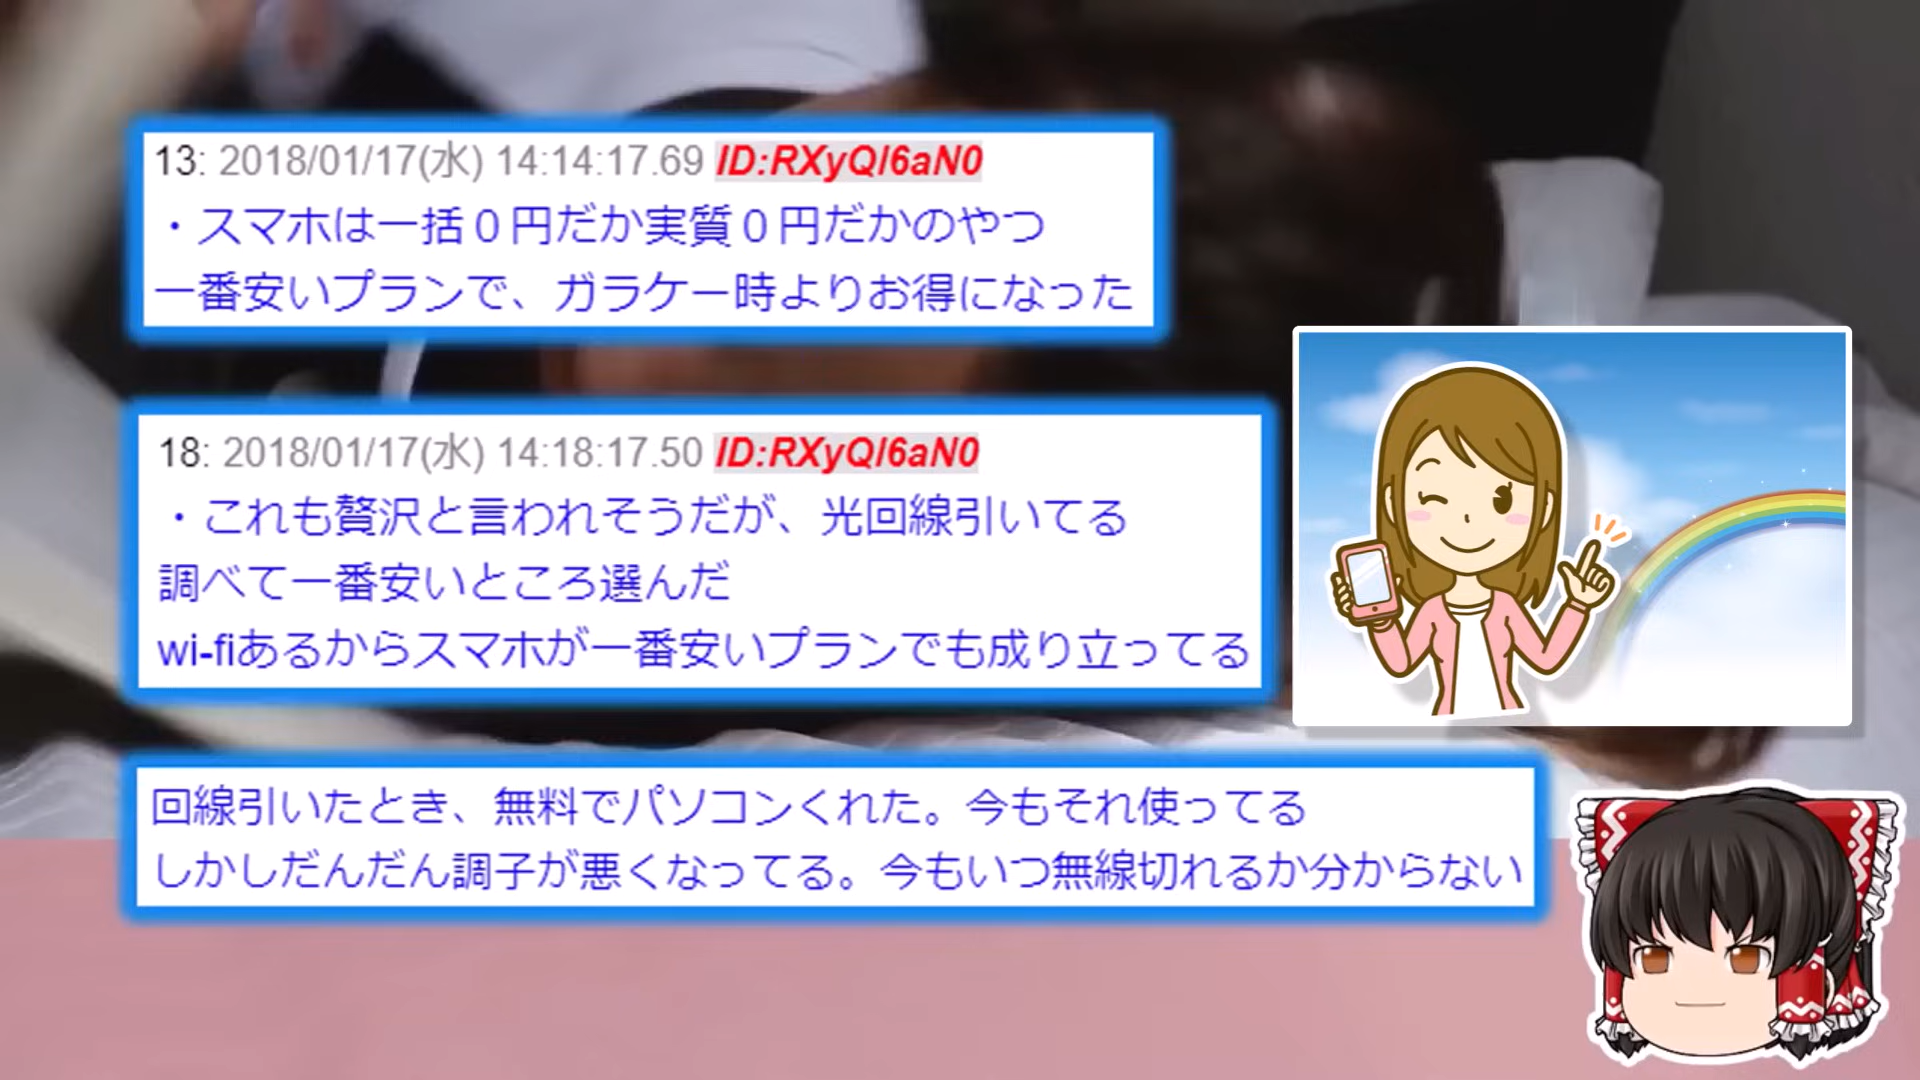 13: 2018/01/17(水) 14:14:17.69 ID:RXyQ/6aN0
・スマホは一括０円だか実質０円だかのやつ
一番安いプランで、ガラケー時よりお得になった
18: 2018/01/17(水) 14:18:17.50 ID:RXyQ/6aN0
・これも贅沢と言われそうだが、光回線引いてる
調べて一番安いところ選んだ
wi-fiあるからスマホが一番安いプランでも成り立ってる
回線引いたとき、無料でパソコンくれた。今もそれ使ってる
しかしだんだん調子が悪くなってる。今もいつ無線切れるか分からない